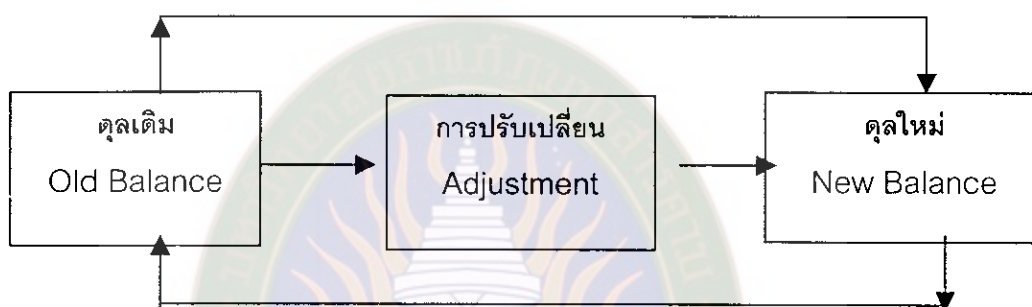 ดุลเดิม
Old Balance
การปรับเปลี่ยน
Adjustment
ดุลใหม่
New Balance